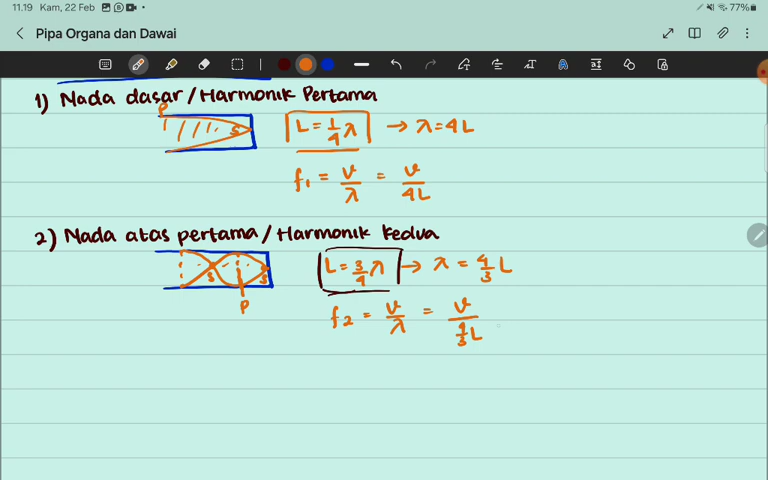 11.19 Kam, 22 Feb 77%
Pipa Organa dan Dawai
1) Nada dasar/Harmonik Pertama
P
S
L = 1/4 λ → λ = 4L
f₁ = v/λ = v/4L
2) Nada atas pertama/Harmonik kedua
S S
P
L = 3/4 λ → λ = 4/3 L
f₂ = v/λ = v/(4/3 L)